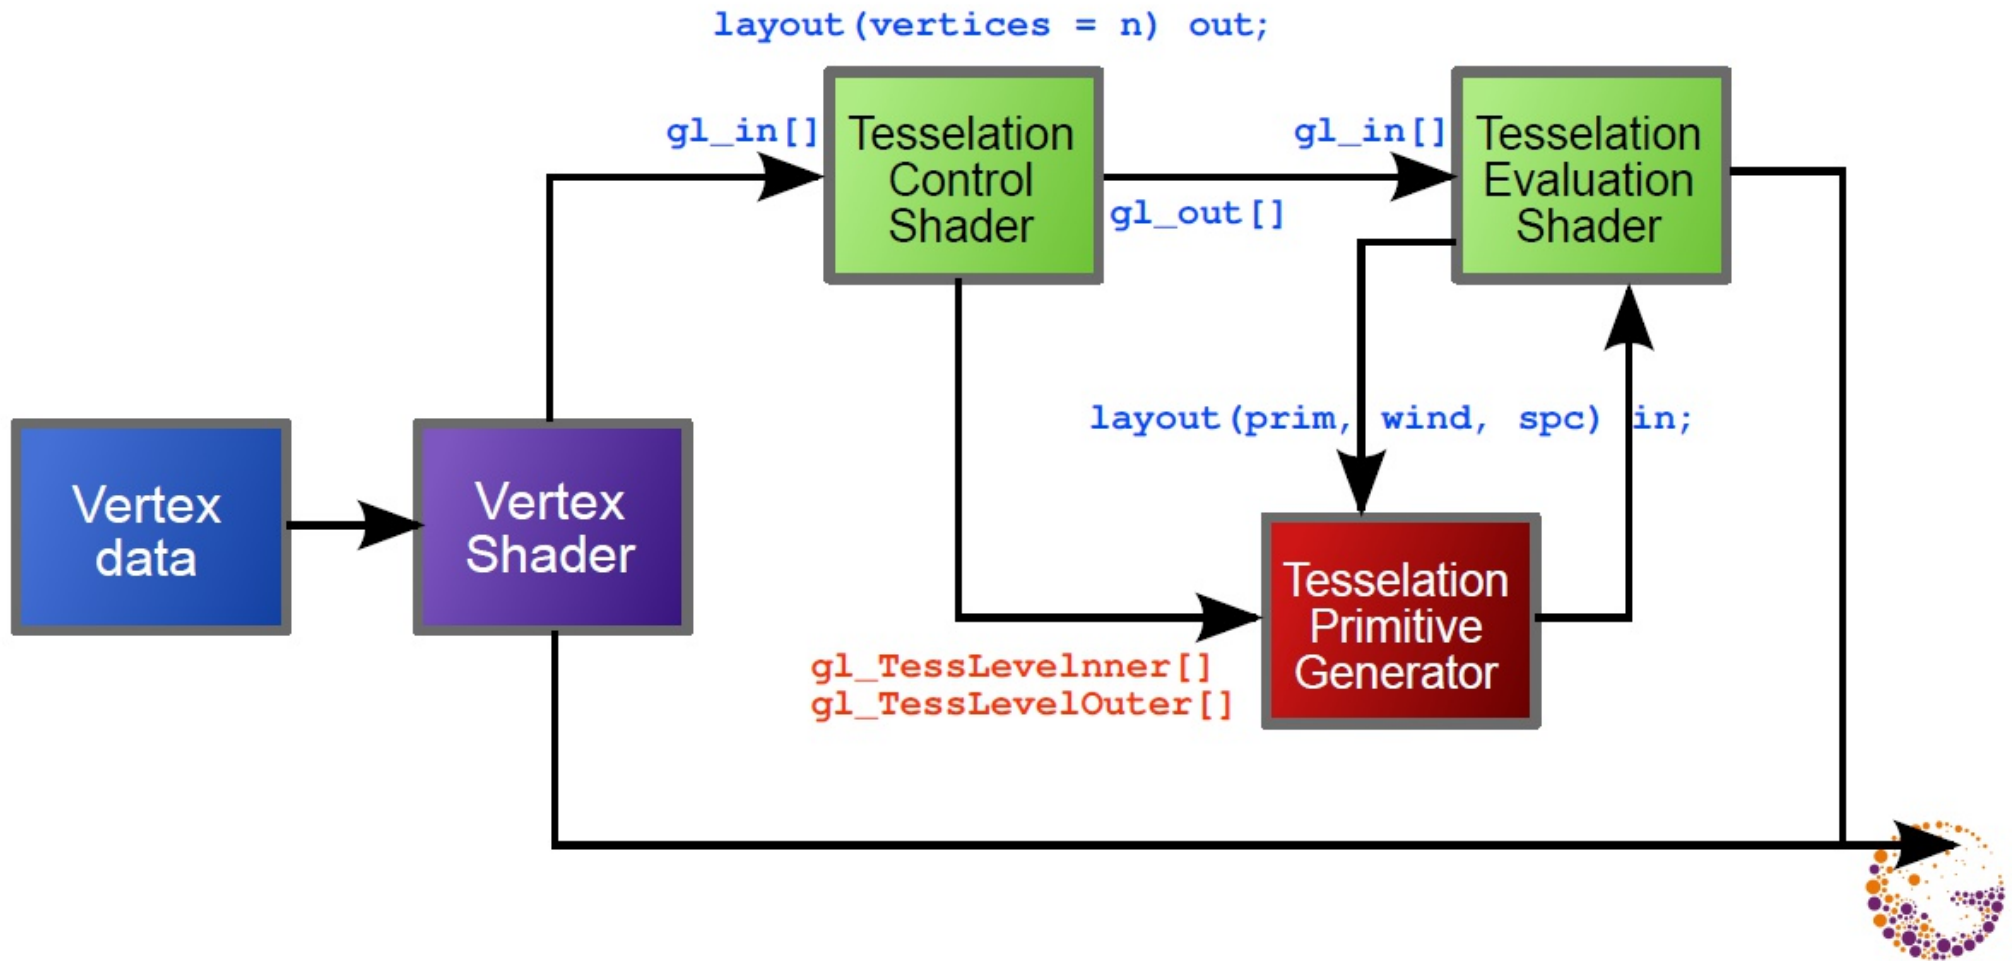 layout(vertices = n) out;
gl_in[]
Tesselation
Control
Shader
gl_out[]
gl_in[]
Tesselation
Evaluation
Shader
layout(prim, wind, spc) in;
Vertex
data
Vertex
Shader
Tesselation
Primitive
Generator
gl_TessLevelnner[]
gl_TessLevelOuter[]